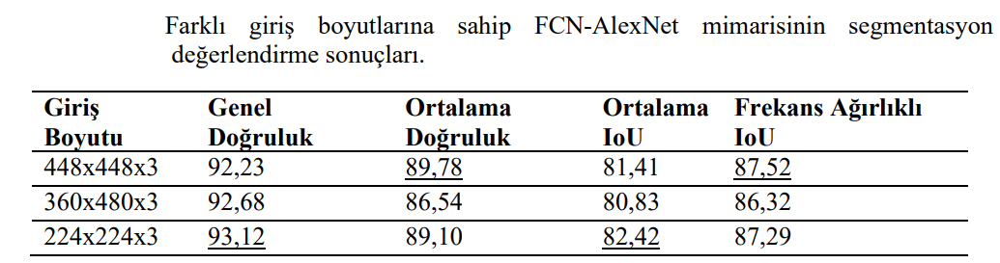 Farklı giriş boyutlarına sahip FCN-AlexNet mimarisinin segmentasyon
değerlendirme sonuçları.
Giriş Boyutu Genel Doğruluk Ortalama Doğruluk Ortalama IoU Frekans Ağırlıklı IoU
448x448x3 92,23 89,78 81,41 87,52
360x480x3 92,68 86,54 80,83 86,32
224x224x3 93,12 89,10 82,42 87,29